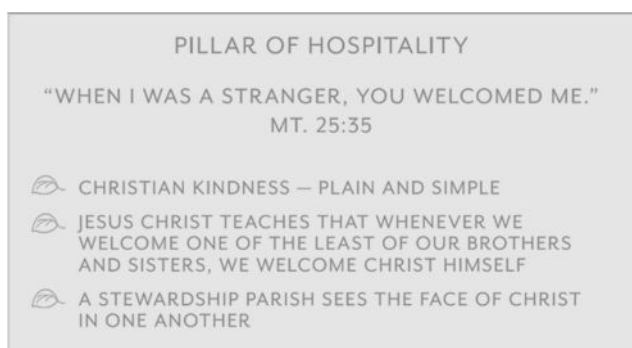 PILLAR OF HOSPITALITY
“WHEN I WAS A STRANGER, YOU WELCOMED ME.”
MT. 25:35
CHRISTIAN KINDNESS – PLAIN AND SIMPLE
JESUS CHRIST TEACHES THAT WHENEVER WE
WELCOME ONE OF THE LEAST OF OUR BROTHERS
AND SISTERS, WE WELCOME CHRIST HIMSELF
A STEWARDSHIP PARISH SEES THE FACE OF CHRIST
IN ONE ANOTHER